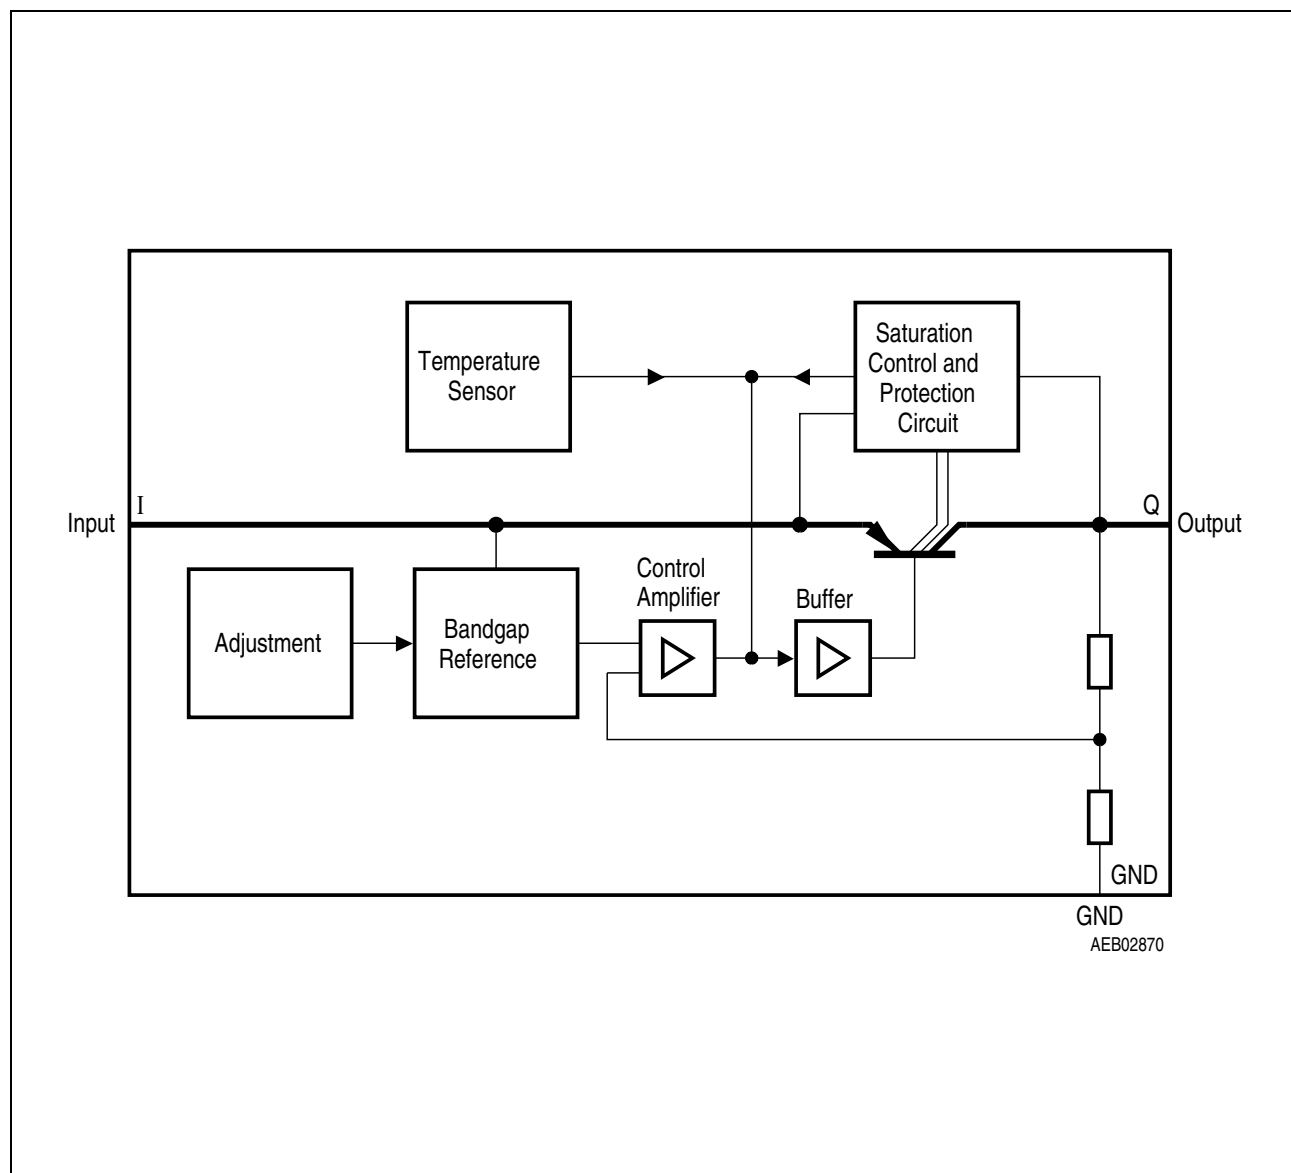 Temperature
Sensor
Saturation
Control and
Protection
Circuit
Input
I
Q
Output
Adjustment
Bandgap
Reference
Control
Amplifier
Buffer
GND
GND
AEB02870